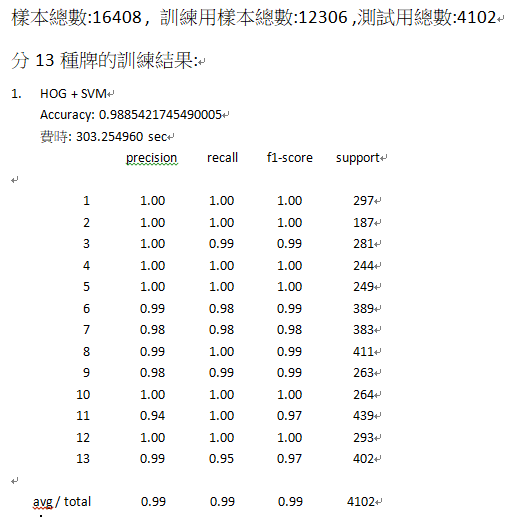 樣本總數:16408 , 訓練用樣本總數:12306 ,測試用總數:4102
分 13 種牌的訓練結果:
1. HOG + SVM
Accuracy: 0.9885421745490005
費時: 303.254960 sec
precision recall f1-score support
1 1.00 1.00 1.00 297
2 1.00 1.00 1.00 187
3 1.00 0.99 0.99 281
4 1.00 1.00 1.00 244
5 1.00 1.00 1.00 249
6 0.99 0.98 0.99 389
7 0.98 0.98 0.98 383
8 0.99 1.00 0.99 411
9 0.98 0.99 0.99 263
10 1.00 1.00 1.00 264
11 0.94 1.00 0.97 439
12 1.00 1.00 1.00 293
13 0.99 0.95 0.97 402
avg / total 0.99 0.99 0.99 4102